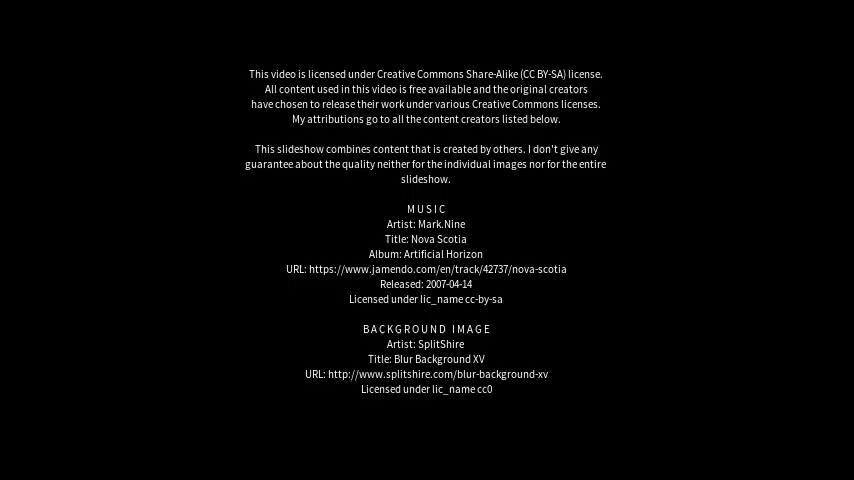 This video is licensed under Creative Commons Share-Alike (CC BY-SA) license.
All content used in this video is free available and the original creators
have chosen to release their work under various Creative Commons licenses.
My attributions go to all the content creators listed below.
This slideshow combines content that is created by others. I don't give any
guarantee about the quality neither for the individual images nor for the entire
slideshow.
MUSIC
Artist: Mark.Nine
Title: Nova Scotia
Album: Artificial Horizon
URL: https://www.jamendo.com/en/track/42737/nova-scotia
Released: 2007-04-14
Licensed under lic_name cc-by-sa
BACKGROUND IMAGE
Artist: SplitShire
Title: Blur Background XV
URL: http://www.splitshire.com/blur-background-xv
Licensed under lic_name cc0